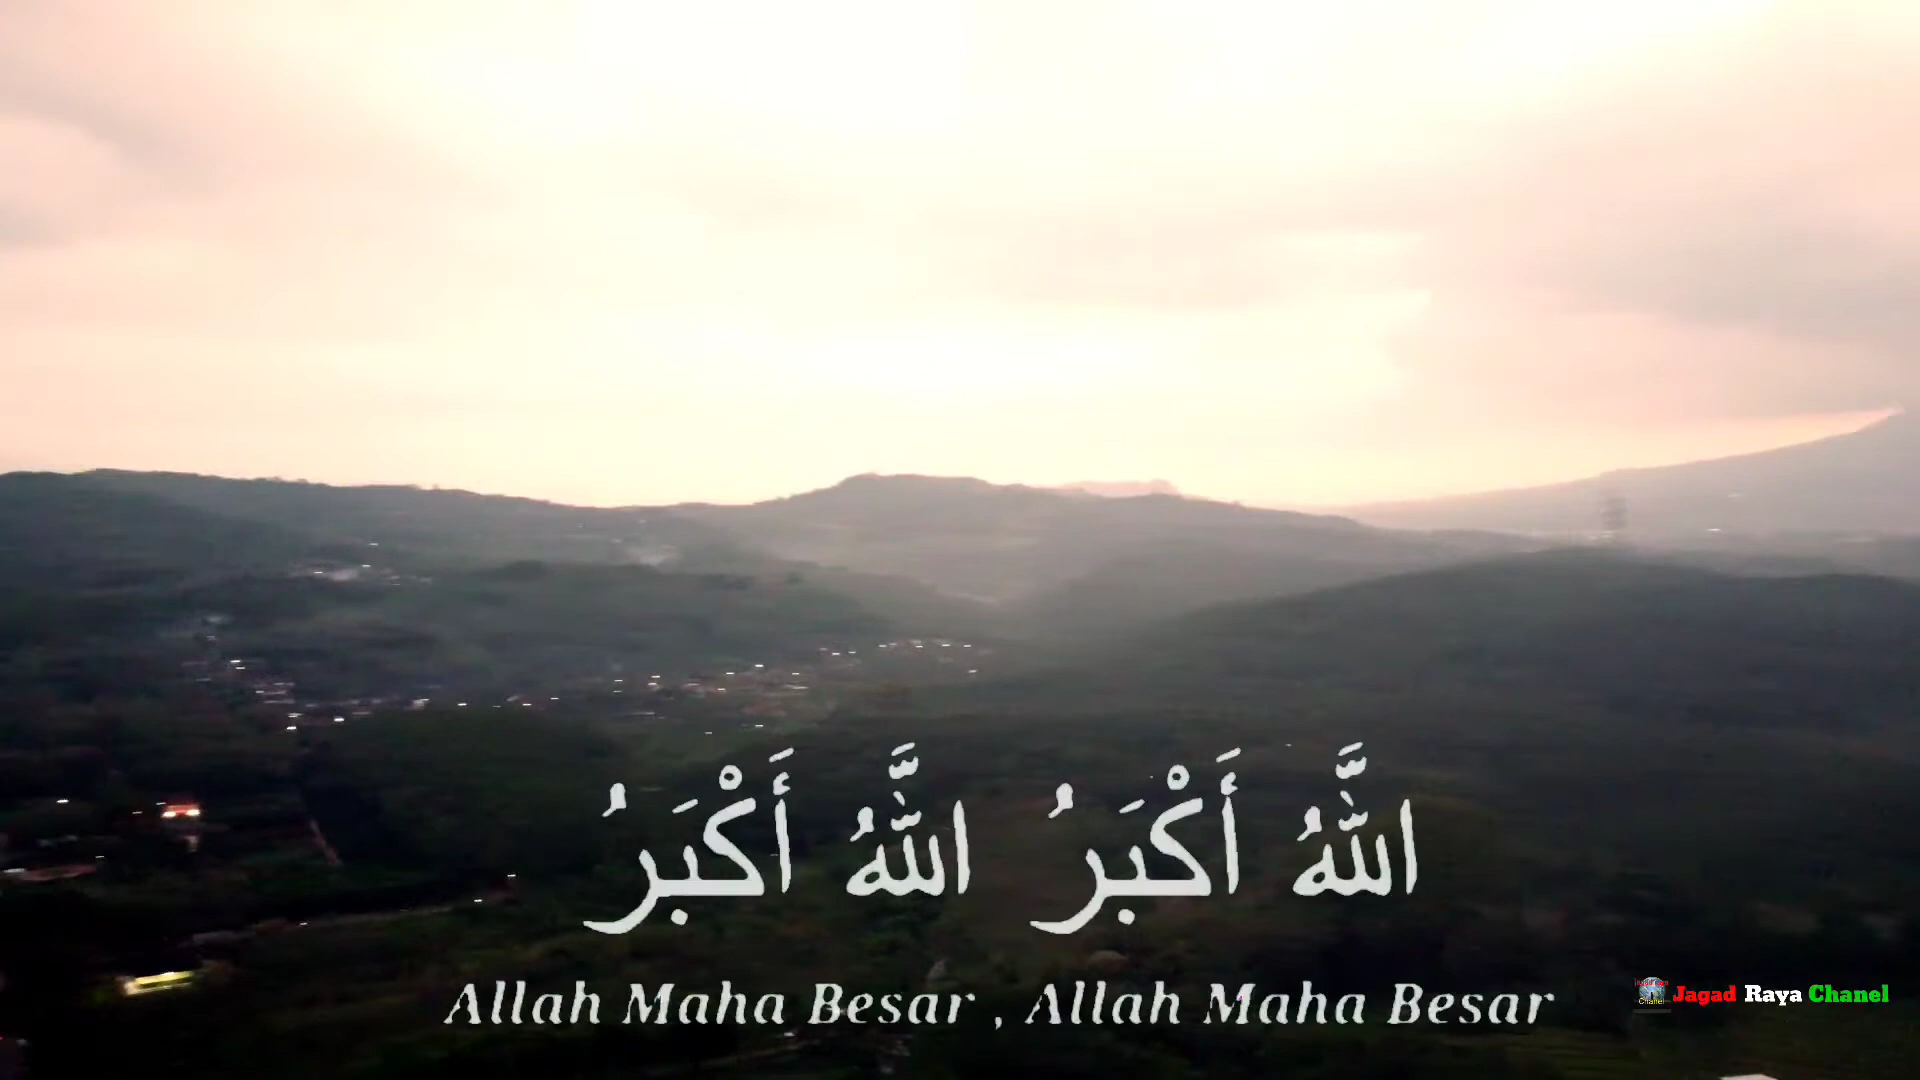 اللَّهُ أَكْبَرُ اللَّهُ أَكْبَرُ
Allah Maha Besar , Allah Maha Besar
Jagad Raya Chanel